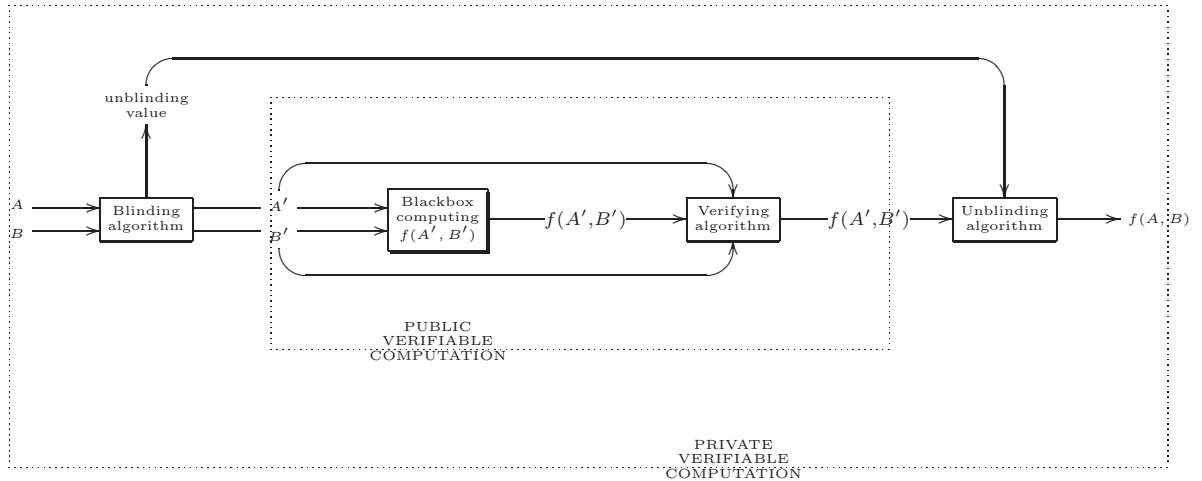 unblinding
value
A
B
Blinding
algorithm
A′
B′
Blackbox
computing
f(A′, B′)
f(A′,B′)
Verifying
algorithm
f(A′,B′)
Unblinding
algorithm
f(A, B)
PUBLIC
VERIFIABLE
COMPUTATION
PRIVATE
VERIFIABLE
COMPUTATION